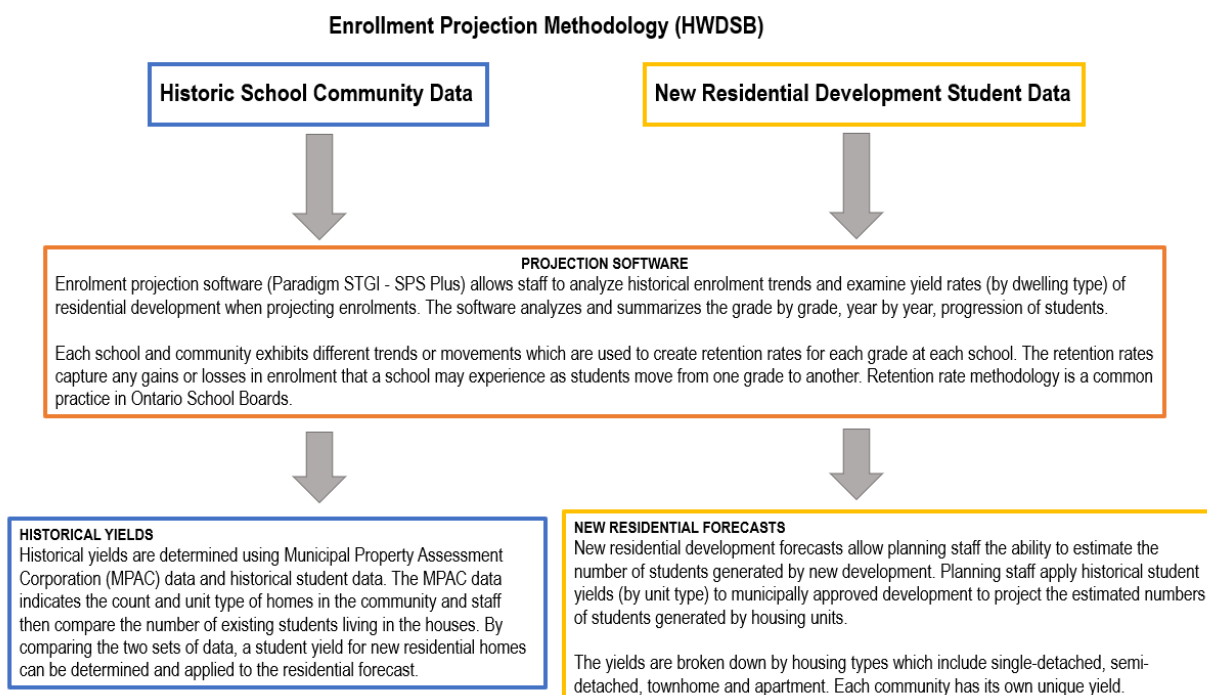 Enrollment Projection Methodology (HWDSB)
Historic School Community Data
New Residential Development Student Data
PROJECTION SOFTWARE
Enrolment projection software (Paradigm STGI - SPS Plus) allows staff to analyze historical enrolment trends and examine yield rates (by dwelling type) of
residential development when projecting enrolments. The software analyzes and summarizes the grade by grade, year by year, progression of students.
Each school and community exhibits different trends or movements which are used to create retention rates for each grade at each school. The retention rates
capture any gains or losses in enrolment that a school may experience as students move from one grade to another. Retention rate methodology is a common
practice in Ontario School Boards.
HISTORICAL YIELDS
Historical yields are determined using Municipal Property Assessment
Corporation (MPAC) data and historical student data. The MPAC data
indicates the count and unit type of homes in the community and staff
then compare the number of existing students living in the houses. By
comparing the two sets of data, a student yield for new residential homes
can be determined and applied to the residential forecast.
NEW RESIDENTIAL FORECASTS
New residential development forecasts allow planning staff the ability to estimate the
number of students generated by new development. Planning staff apply historical student
yields (by unit type) to municipally approved development to project the estimated numbers
of students generated by housing units.
The yields are broken down by housing types which include single-detached, semi-
detached, townhome and apartment. Each community has its own unique yield.